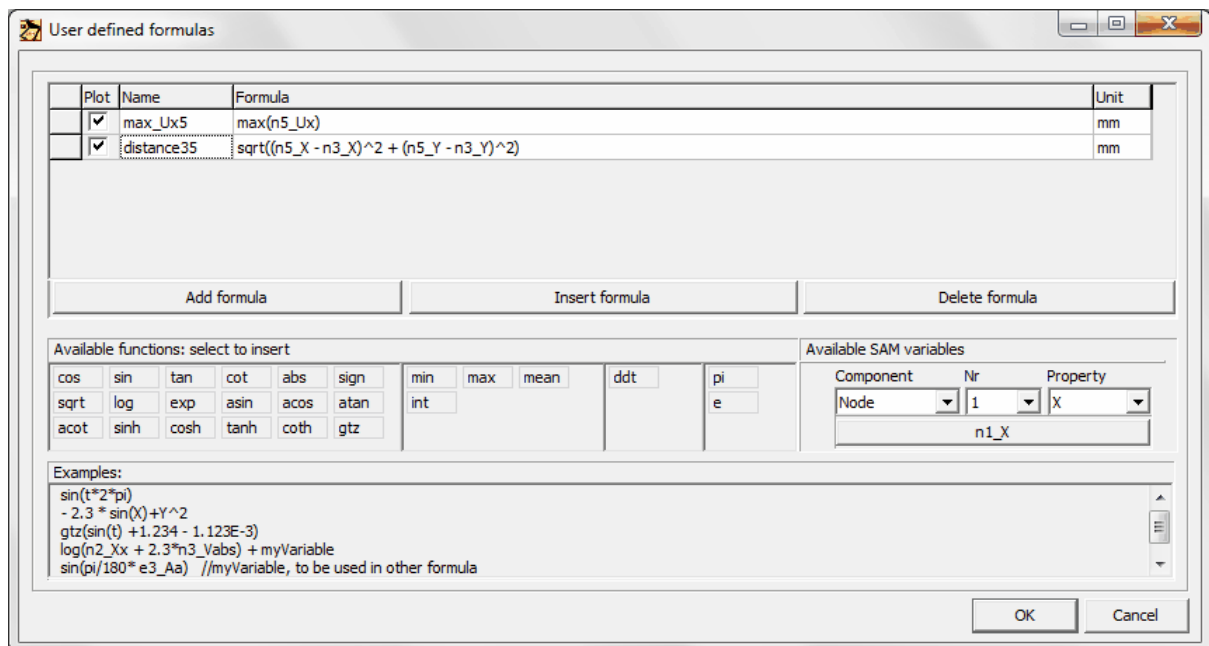 User defined formulas
Plot Name Formula Unit
max_Ux5 max(n5_Ux) mm
distance35 sqrt((n5_X - n3_X)^2 + (n5_Y - n3_Y)^2) mm
Add formula Insert formula Delete formula
Available functions: select to insert Available SAM variables
cos sin tan cot abs sign min max mean ddt pi Component Nr Property
sqrt log exp asin acos atan int e Node 1 X
acot sinh cosh tanh coth gtz n1_X
Examples:
sin(t*2*pi)
- 2.3 * sin(X)+Y^2
gtz(sin(t) +1.234 - 1.123E-3)
log(n2_Xx + 2.3*n3_Vabs) + myVariable
sin(pi/180* e3_Aa) //myVariable, to be used in other formula
OK Cancel